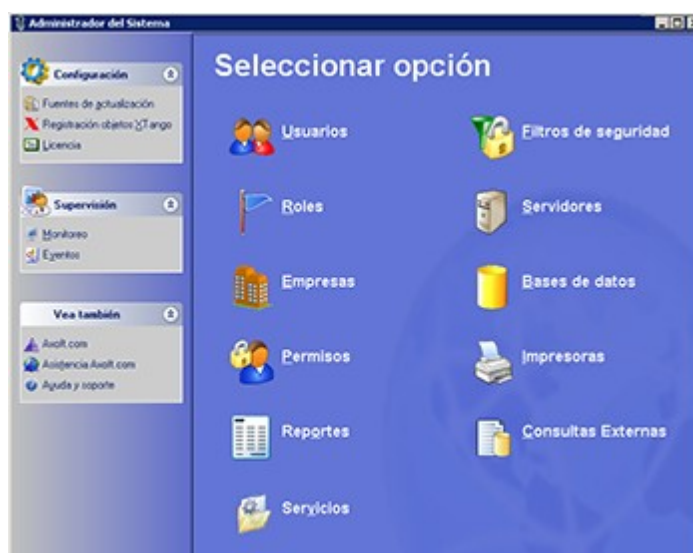 Administrador del Sistema
Configuración
Fuentes de actualización
Registración objetos XTango
Licencia
Supervisión
Monitoreo
Eventos
Vea también
Axoft.com
Asistencia Axoft.com
Ayuda y soporte
Seleccionar opción
Usuarios
Filtros de seguridad
Roles
Servidores
Empresas
Bases de datos
Permisos
Impresoras
Reportes
Consultas Externas
Servicios